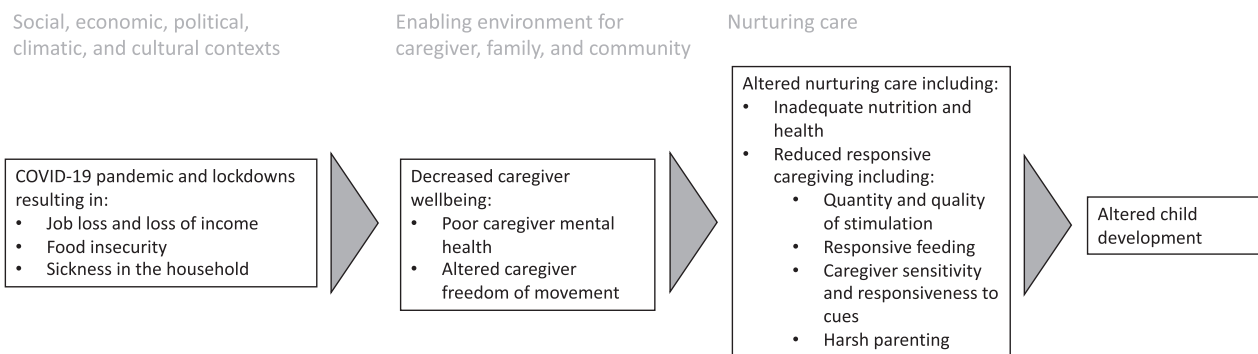 Social, economic, political,
climatic, and cultural contexts
Enabling environment for
caregiver, family, and community
Nurturing care
COVID-19 pandemic and lockdowns
resulting in:
• Job loss and loss of income
• Food insecurity
• Sickness in the household
Decreased caregiver
wellbeing:
• Poor caregiver mental
health
• Altered caregiver
freedom of movement
Altered nurturing care including:
• Inadequate nutrition and
health
• Reduced responsive
caregiving including:
• Quantity and quality
of stimulation
• Responsive feeding
• Caregiver sensitivity
and responsiveness to
cues
• Harsh parenting
Altered child
development